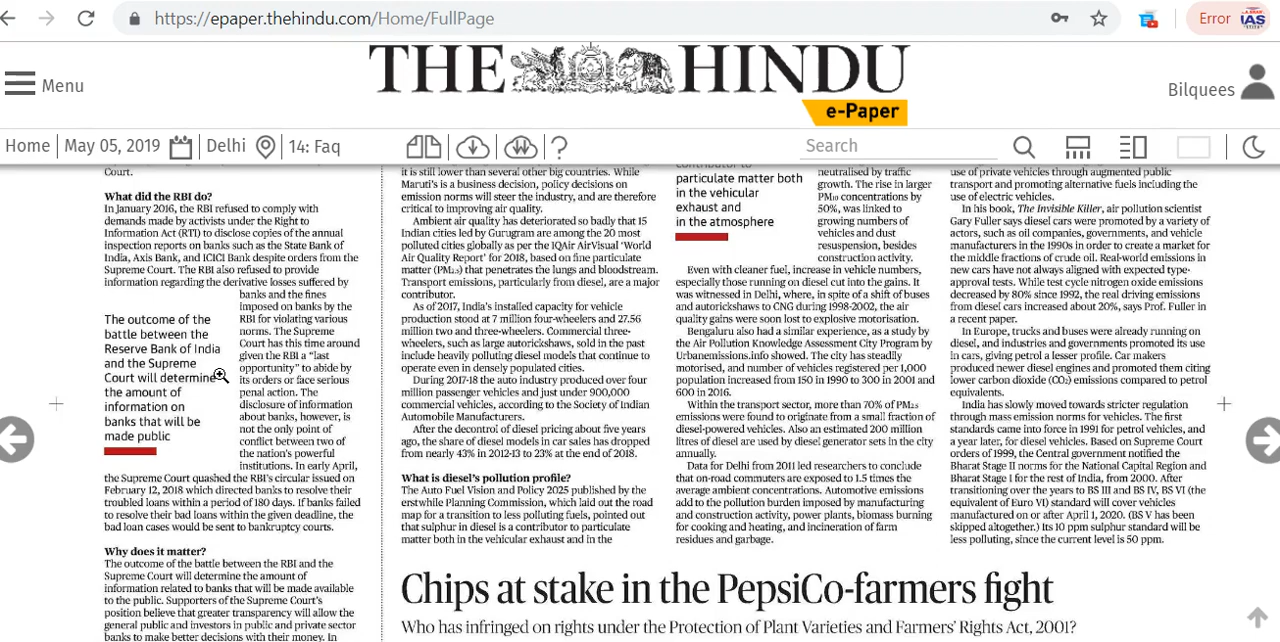 https://epaper.thehindu.com/Home/FullPage
Error
IAS
THE HINDU
e-Paper
Menu
Bilquees
Home
May 05, 2019
Delhi
14: Faq
?
Search
Court.
What did the RBI do?
In January 2016, the RBI refused to comply with
demands made by activists under the Right to
Information Act (RTI) to disclose copies of the annual
inspection reports on banks such as the State Bank of
India, Axis Bank, and ICICI Bank despite orders from the
Supreme Court. The RBI also refused to provide
information regarding the derivative losses suffered by
banks and the fines
imposed on banks by the
RBI for violating various
norms. The Supreme
Court has this time around
given the RBI a “last
opportunity” to abide by
its orders or face serious
penal action. The
disclosure of information
about banks, however, is
not the only point of
conflict between two of
the nation’s powerful
institutions. In early April,
The outcome of the
battle between the
Reserve Bank of India
and the Supreme
Court will determine
the amount of
information on
banks that will be
made public
the Supreme Court quashed the RBI’s circular issued on
February 12, 2018 which directed banks to resolve their
troubled loans within a period of 180 days. If banks failed
to resolve their bad loans within the given deadline, the
bad loan cases would be sent to bankruptcy courts.
Why does it matter?
The outcome of the battle between the RBI and the
Supreme Court will determine the amount of
information related to banks that will be made available
to the public. Supporters of the Supreme Court’s
position believe that greater transparency will allow the
general public and investors in public and private sector
banks to make better decisions with their money. In
it is still lower than several other big countries. While
Maruti’s is a business decision, policy decisions on
emission norms will steer the industry, and are therefore
critical to improving air quality.
Ambient air quality has deteriorated so badly that 15
Indian cities led by Gurugram are among the 20 most
polluted cities globally as per the IQAir AirVisual ‘World
Air Quality Report’ for 2018, based on fine particulate
matter (PM2.5) that penetrates the lungs and bloodstream.
Transport emissions, particularly from diesel, are a major
contributor.
As of 2017, India’s installed capacity for vehicle
production stood at 7 million four-wheelers and 27.56
million two and three-wheelers. Commercial three-
wheelers, such as large autorickshaws, sold in the past
include heavily polluting diesel models that continue to
operate even in densely populated cities.
During 2017-18 the auto industry produced over four
million passenger vehicles and just under 900,000
commercial vehicles, according to the Society of Indian
Automobile Manufacturers.
After the decontrol of diesel pricing about five years
ago, the share of diesel models in car sales has dropped
from nearly 43% in 2012-13 to 23% at the end of 2018.
What is diesel’s pollution profile?
The Auto Fuel Vision and Policy 2025 published by the
erstwhile Planning Commission, which laid out the road
map for a transition to less polluting fuels, pointed out
that sulphur in diesel is a contributor to particulate
matter both in the vehicular exhaust and in the
contributor to
particulate matter both
in the vehicular
exhaust and
in the atmosphere
neutralised by traffic
growth. The rise in larger
PM10 concentrations by
50%, was linked to
growing numbers of
vehicles and dust
resuspension, besides
construction activity.
Even with cleaner fuel, increase in vehicle numbers,
especially those running on diesel cut into the gains. It
was witnessed in Delhi, where, in spite of a shift of buses
and autorickshaws to CNG during 1998-2002, the air
quality gains were soon lost to explosive motorisation.
Bengaluru also had a similar experience, as a study by
the Air Pollution Knowledge Assessment City Program by
Urbanemissions.info showed. The city has steadily
motorised, and number of vehicles registered per 1,000
population increased from 150 in 1990 to 300 in 2001 and
600 in 2016.
Within the transport sector, more than 70% of PM2.5
emissions were found to originate from a small fraction of
diesel-powered vehicles. Also an estimated 200 million
litres of diesel are used by diesel generator sets in the city
annually.
Data for Delhi from 2011 led researchers to conclude
that on-road commuters are exposed to 1.5 times the
average ambient concentrations. Automotive emissions
add to the pollution burden imposed by manufacturing
and construction activity, power plants, biomass burning
for cooking and heating, and incineration of farm
residues and garbage.
use of private vehicles through augmented public
transport and promoting alternative fuels including the
use of electric vehicles.
In his book, The Invisible Killer, air pollution scientist
Gary Fuller says diesel cars were promoted by a variety of
actors, such as oil companies, governments, and vehicle
manufacturers in the 1990s in order to create a market for
the middle fractions of crude oil. Real-world emissions in
new cars have not always aligned with expected type-
approval tests. While test cycle nitrogen oxide emissions
decreased by 80% since 1992, the real driving emissions
from diesel cars increased about 20%, says Prof. Fuller in
a recent paper.
In Europe, trucks and buses were already running on
diesel, and industries and governments promoted its use
in cars, giving petrol a lesser profile. Car makers
produced newer diesel engines and promoted them citing
lower carbon dioxide (CO2) emissions compared to petrol
equivalents.
India has slowly moved towards stricter regulation
through mass emission norms for vehicles. The first
standards came into force in 1991 for petrol vehicles, and
a year later, for diesel vehicles. Based on Supreme Court
orders of 1999, the Central government notified the
Bharat Stage II norms for the National Capital Region and
Bharat Stage I for the rest of India, from 2000. After
transitioning over the years to BS III and BS IV, BS VI (the
equivalent of Euro VI) standard will cover vehicles
manufactured on or after April 1, 2020. (BS V has been
skipped altogether.) Its 10 ppm sulphur standard will be
less polluting, since the current level is 50 ppm.
Chips at stake in the PepsiCo-farmers fight
Who has infringed on rights under the Protection of Plant Varieties and Farmers’ Rights Act, 2001?